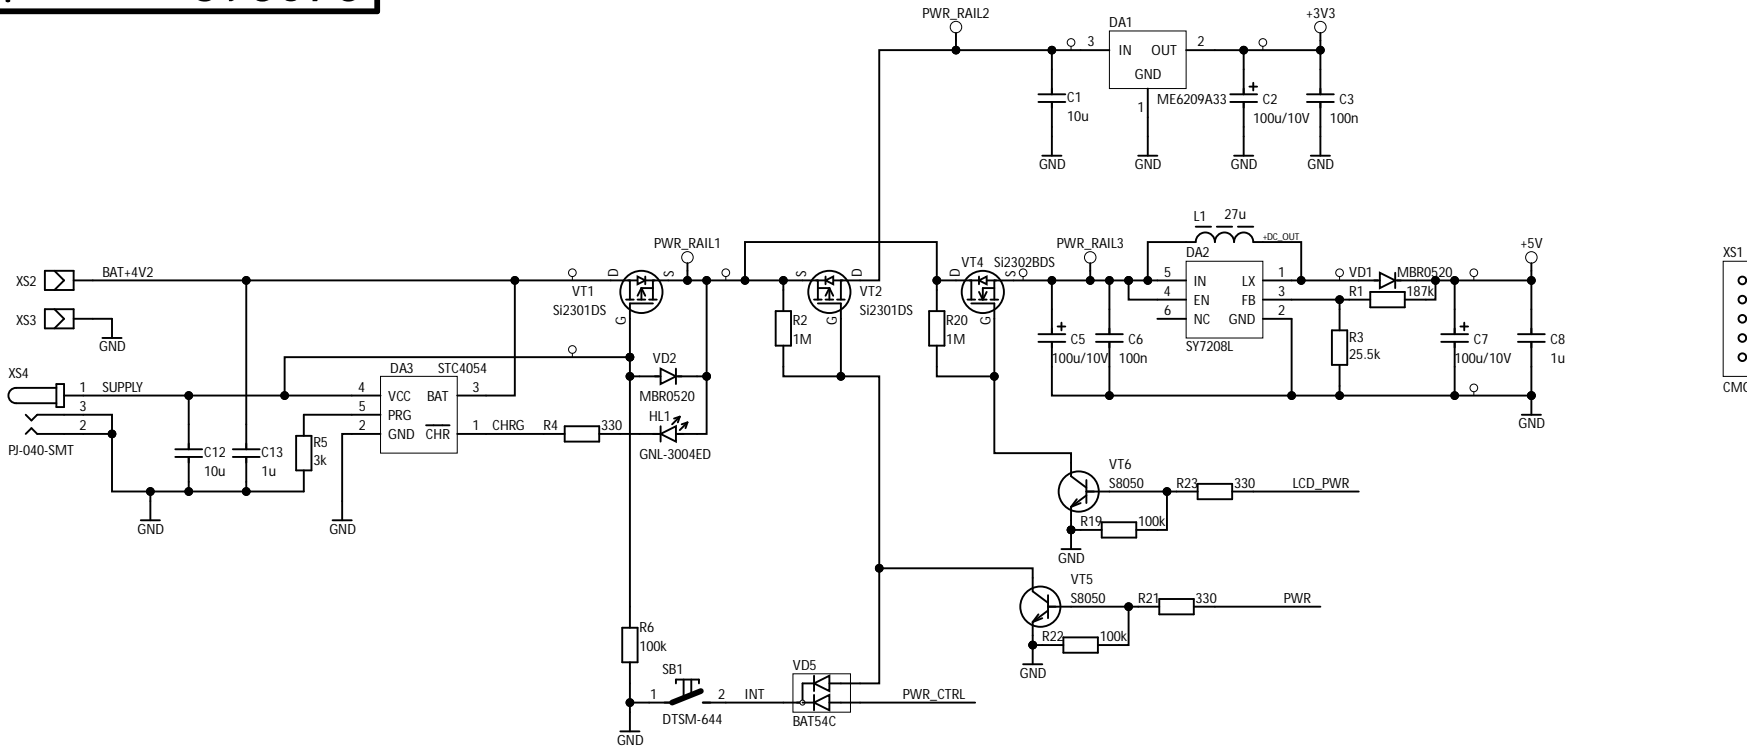 PWR_RAIL2
DA1
+3V3
3 IN OUT 2
GND
1
ME6209A33
C1
10u
C2
100u/10V
C3
100n
GND
GND
GND
GND
XS2
BAT+4V2
XS3
GND
XS4
1 SUPPLY
3
2
PJ-040-SMT
C12
10u
C13
1u
R5
3k
GND
DA3 STC4054
4 VCC BAT 3
5 PRG
2 GND CHR 1 CHRG
GND
R4 330
D S
G
VT1
Si2301DS
PWR_RAIL1
VD2
MBR0520
HL1
GNL-3004ED
S D
G
VT2
Si2301DS
R2
1M
R20
1M
VT4 Si2302BDS
D S
G
PWR_RAIL3
C5
100u/10V
C6
100n
L1 27u
+DC_OUT
DA2
5 IN LX 1
4 EN FB 3
6 NC GND 2
SY7208L
VD1 MBR0520
R1 187k
R3
25.5k
C7
100u/10V
C8
1u
+5V
GND
XS1
VT6
S8050
R23 330 LCD_PWR
R19 100k
GND
VT5
S8050
R21 330 PWR
R22 100k
GND
R6
100k
SB1
1 2 INT
DTSM-644
GND
VD5
BAT54C
PWR_CTRL